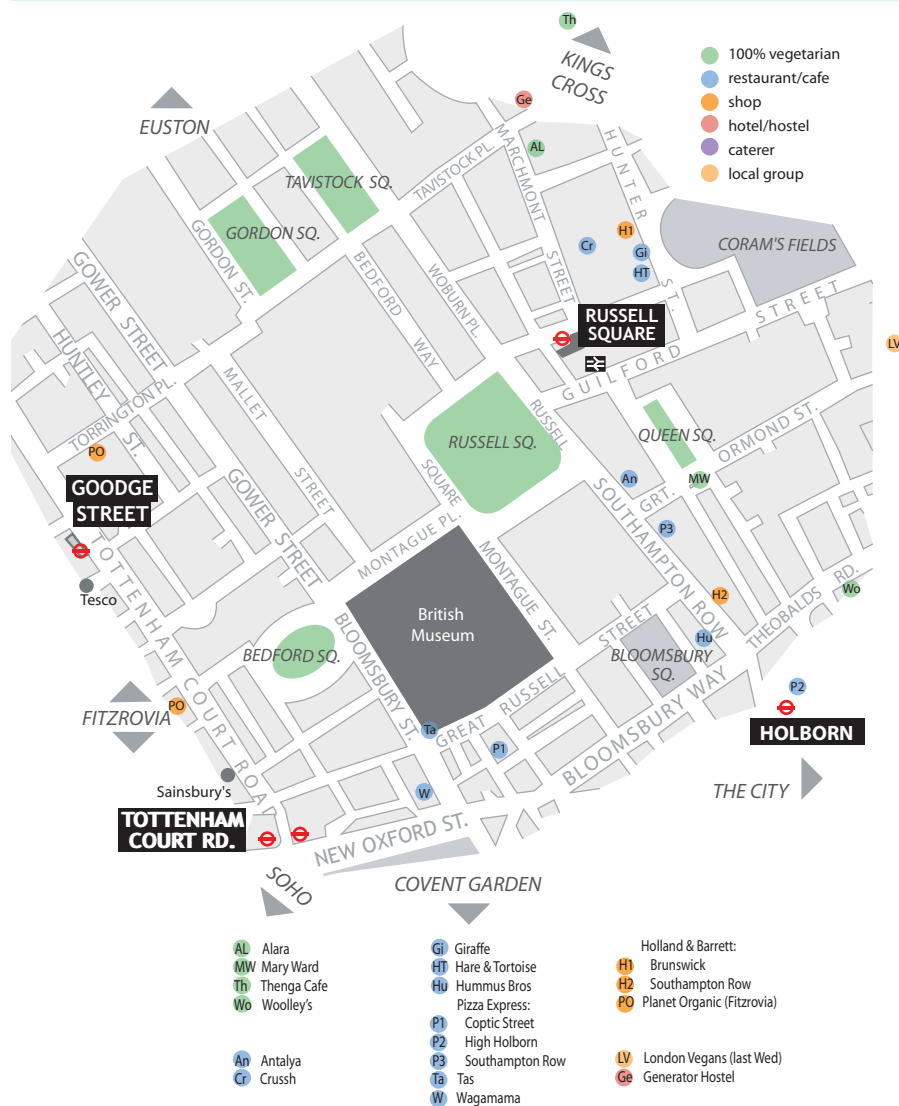 Th
KINGS
CROSS
100% vegetarian
restaurant/cafe
shop
hotel/hostel
caterer
local group
EUSTON
Ge
MARCHMONT
STREET
HUNTER
ST.
AL
TAVISTOCK SQ.
TAVISTOCK PL.
GORDON SQ.
GORDON ST.
H1
Cr
Gi
HT
CORAM'S FIELDS
BEDFORD
WAY
WOBURN PL.
GOWER STREET
HUNTLEY
ST.
RUSSELL
SQUARE
GUILFORD
STREET
LV
MALLET
STREET
TORRINGTON PL.
PO
RUSSELL SQ.
RUSSELL
SQUARE
QUEEN SQ.
GRT.
ORMOND ST.
An
MW
GOODGE
STREET
GOWER STREET
SOUTHAMPTON ROW
P3
MONTAGUE PL.
MONTAGUE ST.
TOTTENHAM COURT ROAD
Tesco
British
Museum
H2
THEOBALDS RD.
Wo
Hu
BEDFORD SQ.
BLOOMSBURY ST.
BLOOMSBURY
SQ.
GREAT RUSSELL STREET
P2
FITZROVIA
PO
Ta
P1
BLOOMSBURY WAY
HOLBORN
Sainsbury's
W
THE CITY
TOTTENHAM
COURT RD.
NEW OXFORD ST.
SOHO
COVENT GARDEN
AL Alara
MW Mary Ward
Th Thenga Cafe
Wo Woolley's
An Antalya
Cr Crussh
Gi Giraffe
HT Hare & Tortoise
Hu Hummus Bros
Pizza Express:
P1 Coptic Street
P2 High Holborn
P3 Southampton Row
Ta Tas
W Wagamama
Holland & Barrett:
H1 Brunswick
H2 Southampton Row
PO Planet Organic (Fitzrovia)
LV London Vegans (last Wed)
Ge Generator Hostel